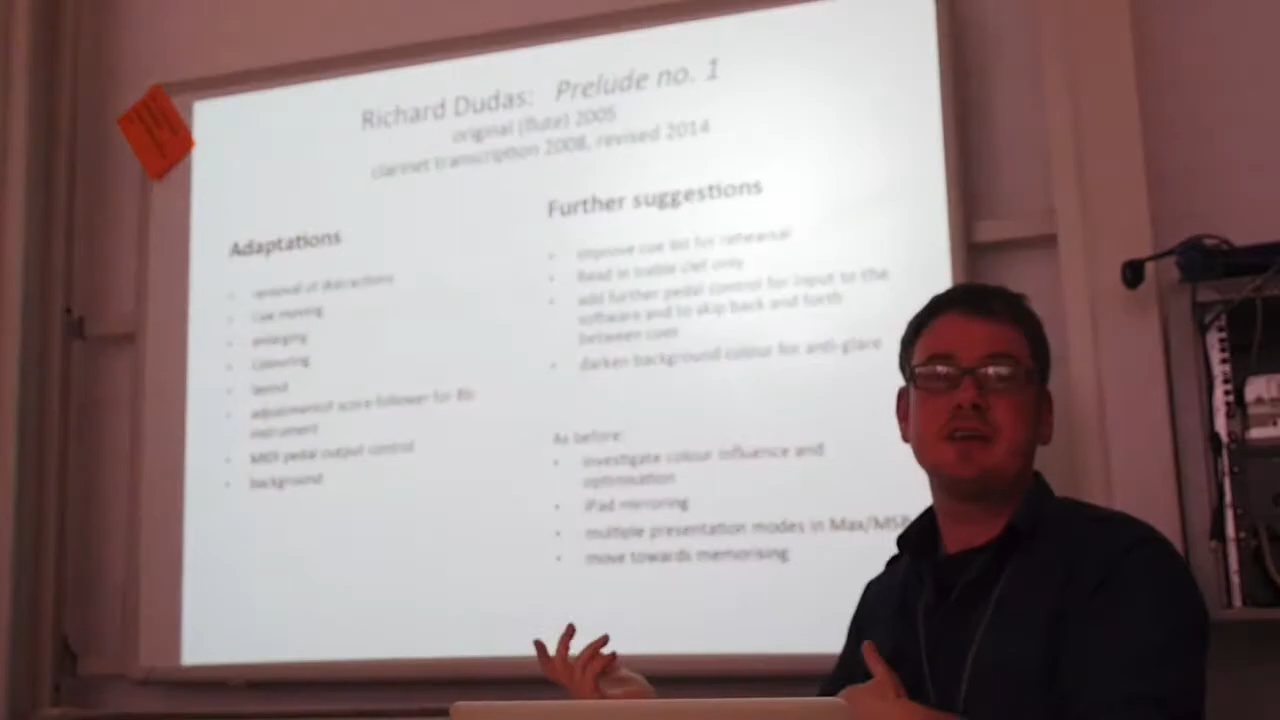 Richard Dudas: Prelude no. 1
original (flute) 2005
clarinet transcription 2008, revised 2014
Adaptations
removal of distractions
Cue moving
enlarging
Colouring
layout
adjustment of score follower for Bb
instrument
MIDI pedal output control
background
Further suggestions
improve cue list for rehearsal
Read in treble clef only
add further pedal control for input to the
software and to skip back and forth
between cues
darken background colour for anti-glare
As before:
investigate colour influence and
optimisation
iPad mirroring
multiple presentation modes in Max/MSP
move towards memorising